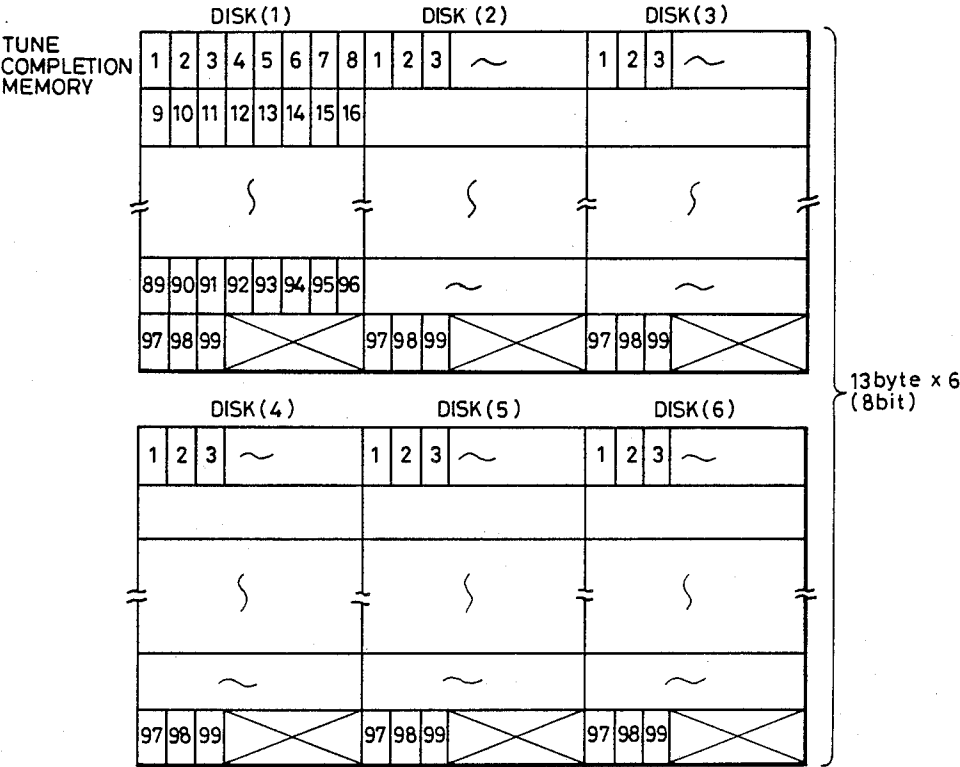 DISK(1) DISK (2) DISK(3)
TUNE
COMPLETION
MEMORY
1 2 3 4 5 6 7 8 1 2 3 1 2 3
9 10 11 12 13 14 15 16
89 90 91 92 93 94 95 96
97 98 99 97 98 99 97 98 99
13byte x 6
(8bit)
DISK(4) DISK(5) DISK(6)
1 2 3 1 2 3 1 2 3
97 98 99 97 98 99 97 98 99